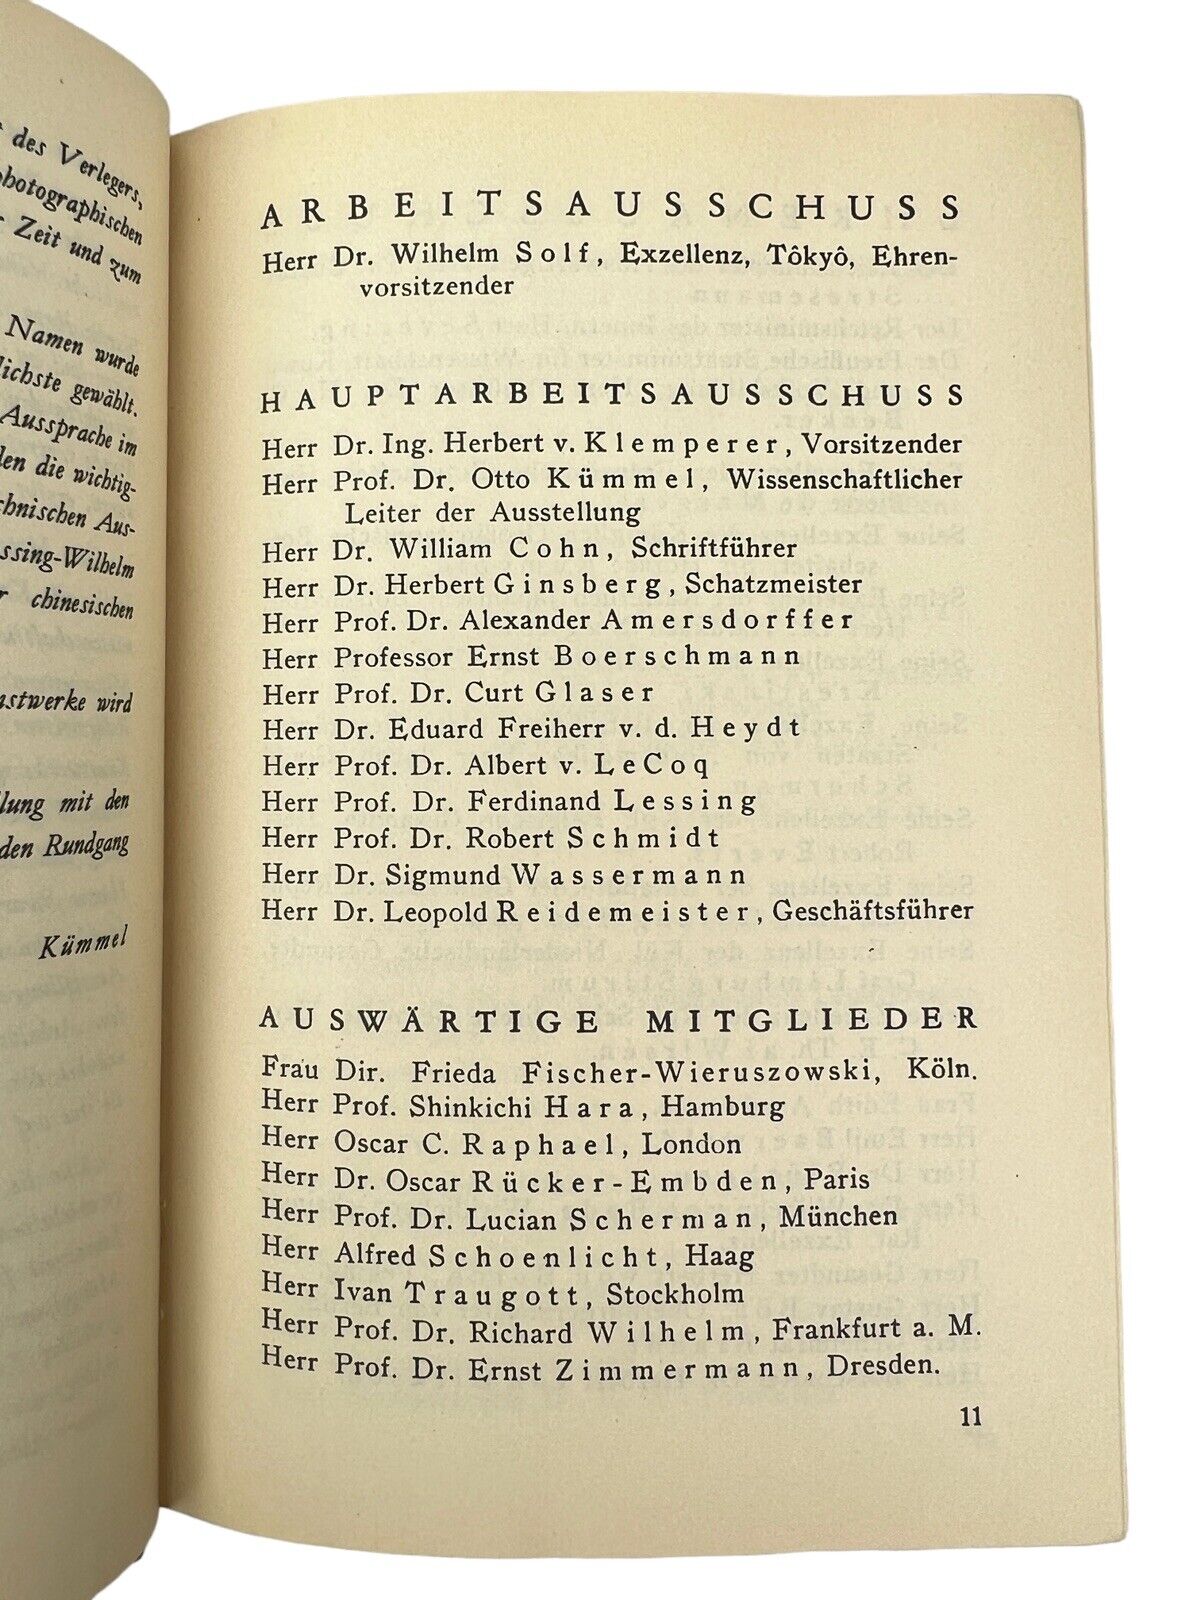 des Verlegers,
photographischen
Zeit und zum
Namen wurde
lichste gewählt.
Aussprache im
den die wichtig-
chnischen Aus-
ssing-Wilhelm
chinesischen
nstwerke wird
llung mit den
den Rundgang
Kümmel
ARBEITSAUSSCHUSS
Herr Dr. Wilhelm Solf, Exzellenz, Tôkyô, Ehren-
vorsitzender
HAUPTARBEITSAUSSCHUSS
Herr Dr. Ing. Herbert v. Klemperer, Vorsitzender
Herr Prof. Dr. Otto Kümmel, Wissenschaftlicher
Leiter der Ausstellung
Herr Dr. William Cohn, Schriftführer
Herr Dr. Herbert Ginsberg, Schatzmeister
Herr Prof. Dr. Alexander Amersdorffer
Herr Professor Ernst Boerschmann
Herr Prof. Dr. Curt Glaser
Herr Dr. Eduard Freiherr v. d. Heydt
Herr Prof. Dr. Albert v. LeCoq
Herr Prof. Dr. Ferdinand Lessing
Herr Prof. Dr. Robert Schmidt
Herr Dr. Sigmund Wassermann
Herr Dr. Leopold Reidemeister, Geschäftsführer
AUSWÄRTIGE MITGLIEDER
Frau Dir. Frieda Fischer-Wieruszowski, Köln.
Herr Prof. Shinkichi Hara, Hamburg
Herr Oscar C. Raphael, London
Herr Dr. Oscar Rücker-Embden, Paris
Herr Prof. Dr. Lucian Scherman, München
Herr Alfred Schoenlicht, Haag
Herr Ivan Traugott, Stockholm
Herr Prof. Dr. Richard Wilhelm, Frankfurt a. M.
Herr Prof. Dr. Ernst Zimmermann, Dresden.
11